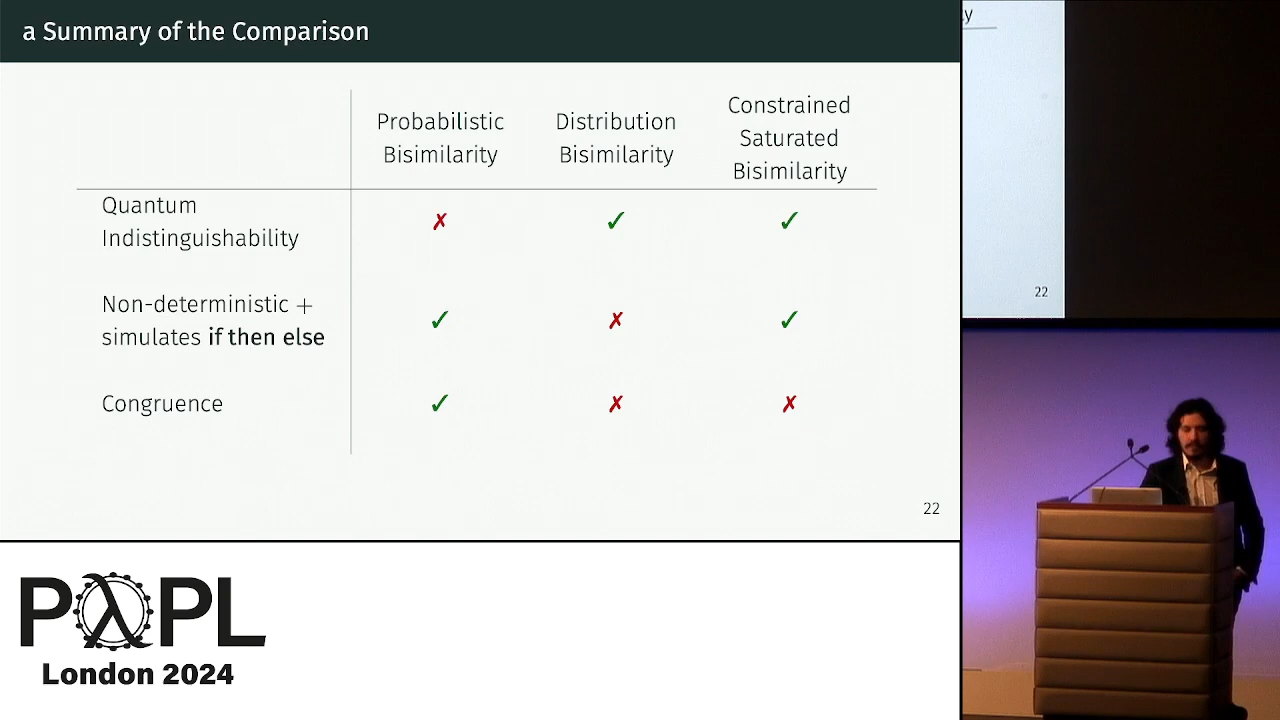 a Summary of the Comparison
Probabilistic
Bisimilarity
Distribution
Bisimilarity
Constrained
Saturated
Bisimilarity
Quantum
Indistinguishability
✗ ✓ ✓
Non-deterministic +
simulates if then else
✓ ✗ ✓
Congruence
✓ ✗ ✗
22
y
22
PλPL
London 2024